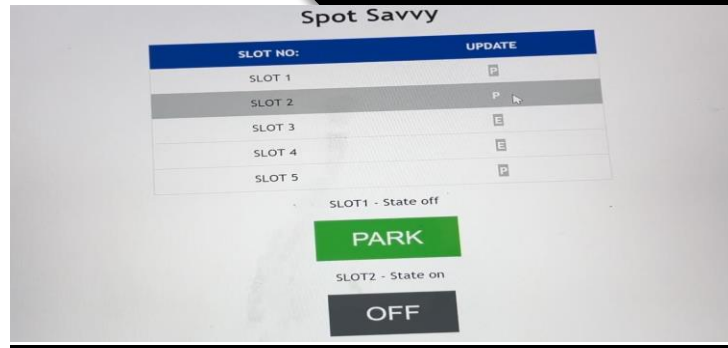 Spot Savvy
SLOT NO: UPDATE
SLOT 1 P
SLOT 2 P
SLOT 3 E
SLOT 4 E
SLOT 5 P
SLOT1 - State off
PARK
SLOT2 - State on
OFF